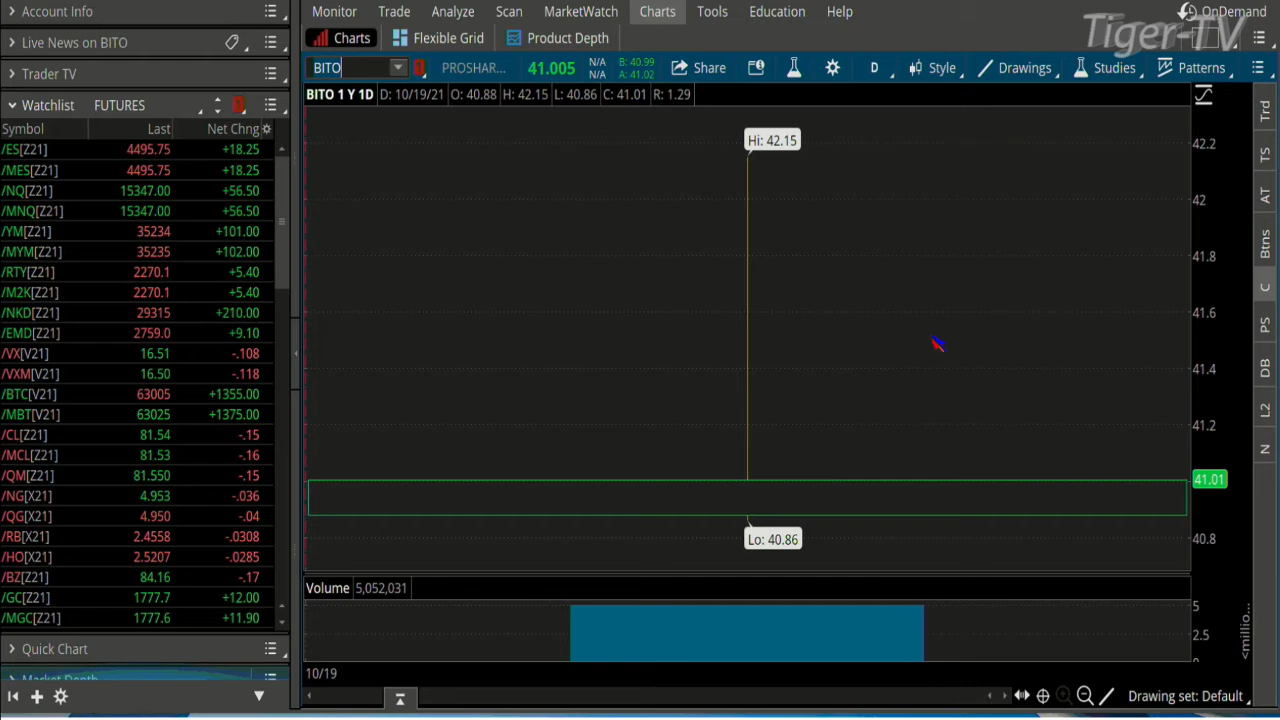 Account Info
Live News on BITO
Trader TV
Watchlist FUTURES
Symbol Last Net Chng
/ES[Z21] 4495.75 +18.25
/MES[Z21] 4495.75 +18.25
/NQ[Z21] 15347.00 +56.50
/MNQ[Z21] 15347.00 +56.50
/YM[Z21] 35234 +101.00
/MYM[Z21] 35235 +102.00
/RTY[Z21] 2270.1 +5.40
/M2K[Z21] 2270.1 +5.40
/NKD[Z21] 29315 +210.00
/EMD[Z21] 2759.0 +9.10
/VX[V21] 16.51 -.108
/VXM[V21] 16.50 -.118
/BTC[V21] 63005 +1355.00
/MBT[V21] 63025 +1375.00
/CL[Z21] 81.54 -.15
/MCL[Z21] 81.53 -.16
/QM[Z21] 81.550 -.15
/NG[X21] 4.953 -.036
/QG[X21] 4.950 -.04
/RB[X21] 2.4558 -.0308
/HO[X21] 2.5207 -.0285
/BZ[Z21] 84.16 -.17
/GC[Z21] 1777.7 +12.00
/MGC[Z21] 1777.6 +11.90
Quick Chart
Market Depth
Monitor Trade Analyze Scan MarketWatch Charts Tools Education Help OnDemand
Tiger-TV
Charts Flexible Grid Product Depth
BITO PROSHAR... 41.005 N/A B: 40.99 Share D Style Drawings Studies Patterns
N/A A: 41.02
BITO 1 Y 1D D: 10/19/21 O: 40.88 H: 42.15 L: 40.86 C: 41.01 R: 1.29
Hi: 42.15
42.2
42
41.8
41.6
41.4
41.2
41.01
Lo: 40.86
40.8
Volume 5,052,031
5
2.5
0
<millio...
10/19
Drawing set: Default
Trd
TS
AT
Btns
C
PS
DB
L2
N